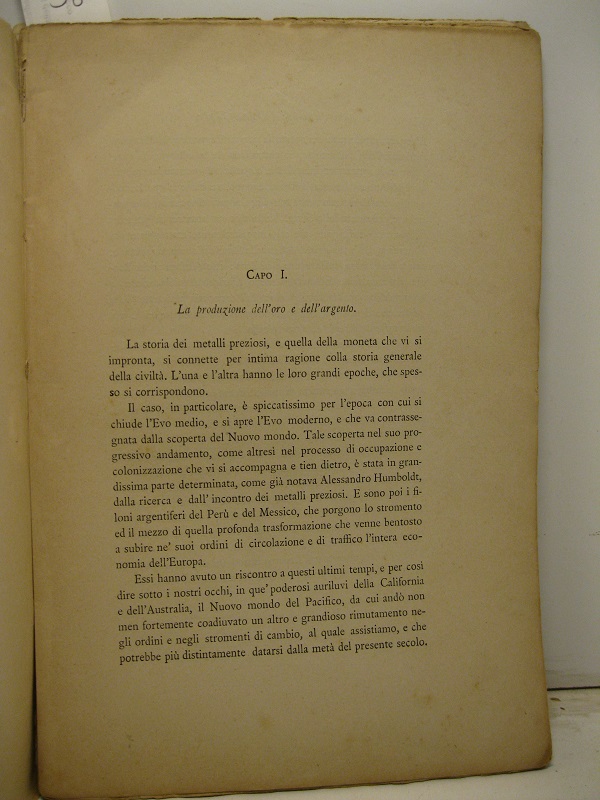 CAPO I.
La produzione dell'oro e dell'argento.
La storia dei metalli preziosi, e quella della moneta che vi si
impronta, si connette per intima ragione colla storia generale
della civiltà. L'una e l'altra hanno le loro grandi epoche, che spes-
so si corrispondono.
Il caso, in particolare, è spiccatissimo per l'epoca con cui si
chiude l'Evo medio, e si apre l'Evo moderno, e che va contrasse-
gnata dalla scoperta del Nuovo mondo. Tale scoperta nel suo pro-
gressivo andamento, come altresì nel processo di occupazione e
colonizzazione che vi si accompagna e tien dietro, è stata in gran-
dissima parte determinata, come già notava Alessandro Humboldt,
dalla ricerca e dall'incontro dei metalli preziosi. E sono poi i fi-
loni argentiferi del Perù e del Messico, che porgono lo stromento
ed il mezzo di quella profonda trasformazione che venne bentosto
a subire ne' suoi ordini di circolazione e di traffico l'intera eco-
nomia dell'Europa.
Essi hanno avuto un riscontro a questi ultimi tempi, e per così
dire sotto i nostri occhi, in que' poderosi auriluvi della California
e dell'Australia, il Nuovo mondo del Pacifico, da cui andò non
men fortemente coadiuvato un altro e grandioso rimutamento ne-
gli ordini e negli stromenti di cambio, al quale assistiamo, e che
potrebbe più distintamente datarsi dalla metà del presente secolo.